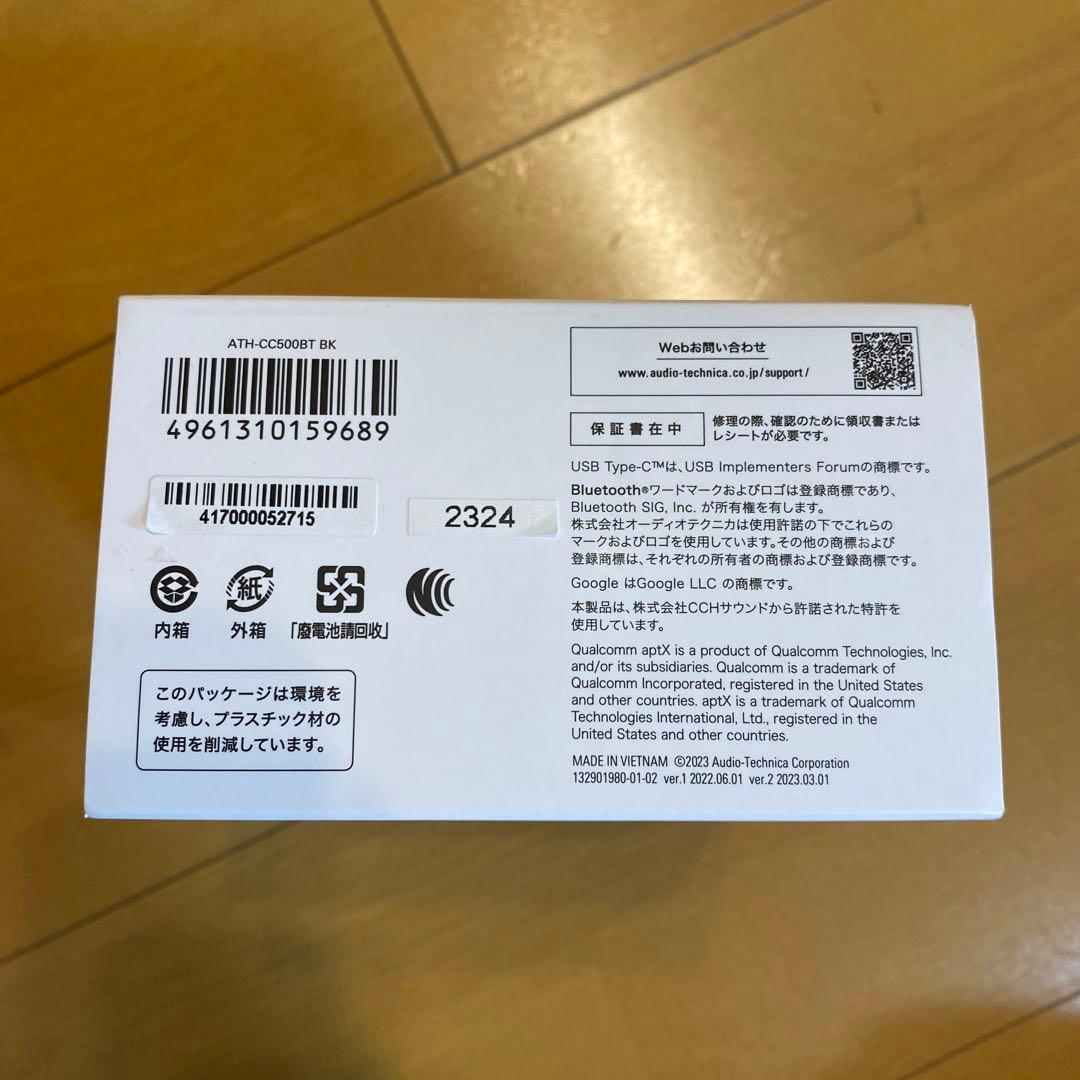 ATH-CC500BT BK
4961310159689
417000052715
2324
紙
内箱
外箱
「廃電池請回収」
このパッケージは環境を
考慮し、プラスチック材の
使用を削減しています。
Webお問い合わせ
www.audio-technica.co.jp/support/
保証書在中
修理の際、確認のために領収書または
レシートが必要です。
USB Type-C™は、USB Implementers Forumの商標です。
Bluetooth®ワードマークおよびロゴは登録商標であり、
Bluetooth SIG, Inc. が所有権を有します。
株式会社オーディオテクニカは使用許諾の下でこれらの
マークおよびロゴを使用しています。その他の商標および
登録商標は、それぞれの所有者の商標および登録商標です。
Google はGoogle LLC の商標です。
本製品は、株式会社CCHサウンドから許諾された特許を
使用しています。
Qualcomm aptX is a product of Qualcomm Technologies, Inc.
and/or its subsidiaries. Qualcomm is a trademark of
Qualcomm Incorporated, registered in the United States
and other countries. aptX is a trademark of Qualcomm
Technologies International, Ltd., registered in the
United States and other countries.
MADE IN VIETNAM ©2023 Audio-Technica Corporation
132901980-01-02 ver.1 2022.06.01 ver.2 2023.03.01